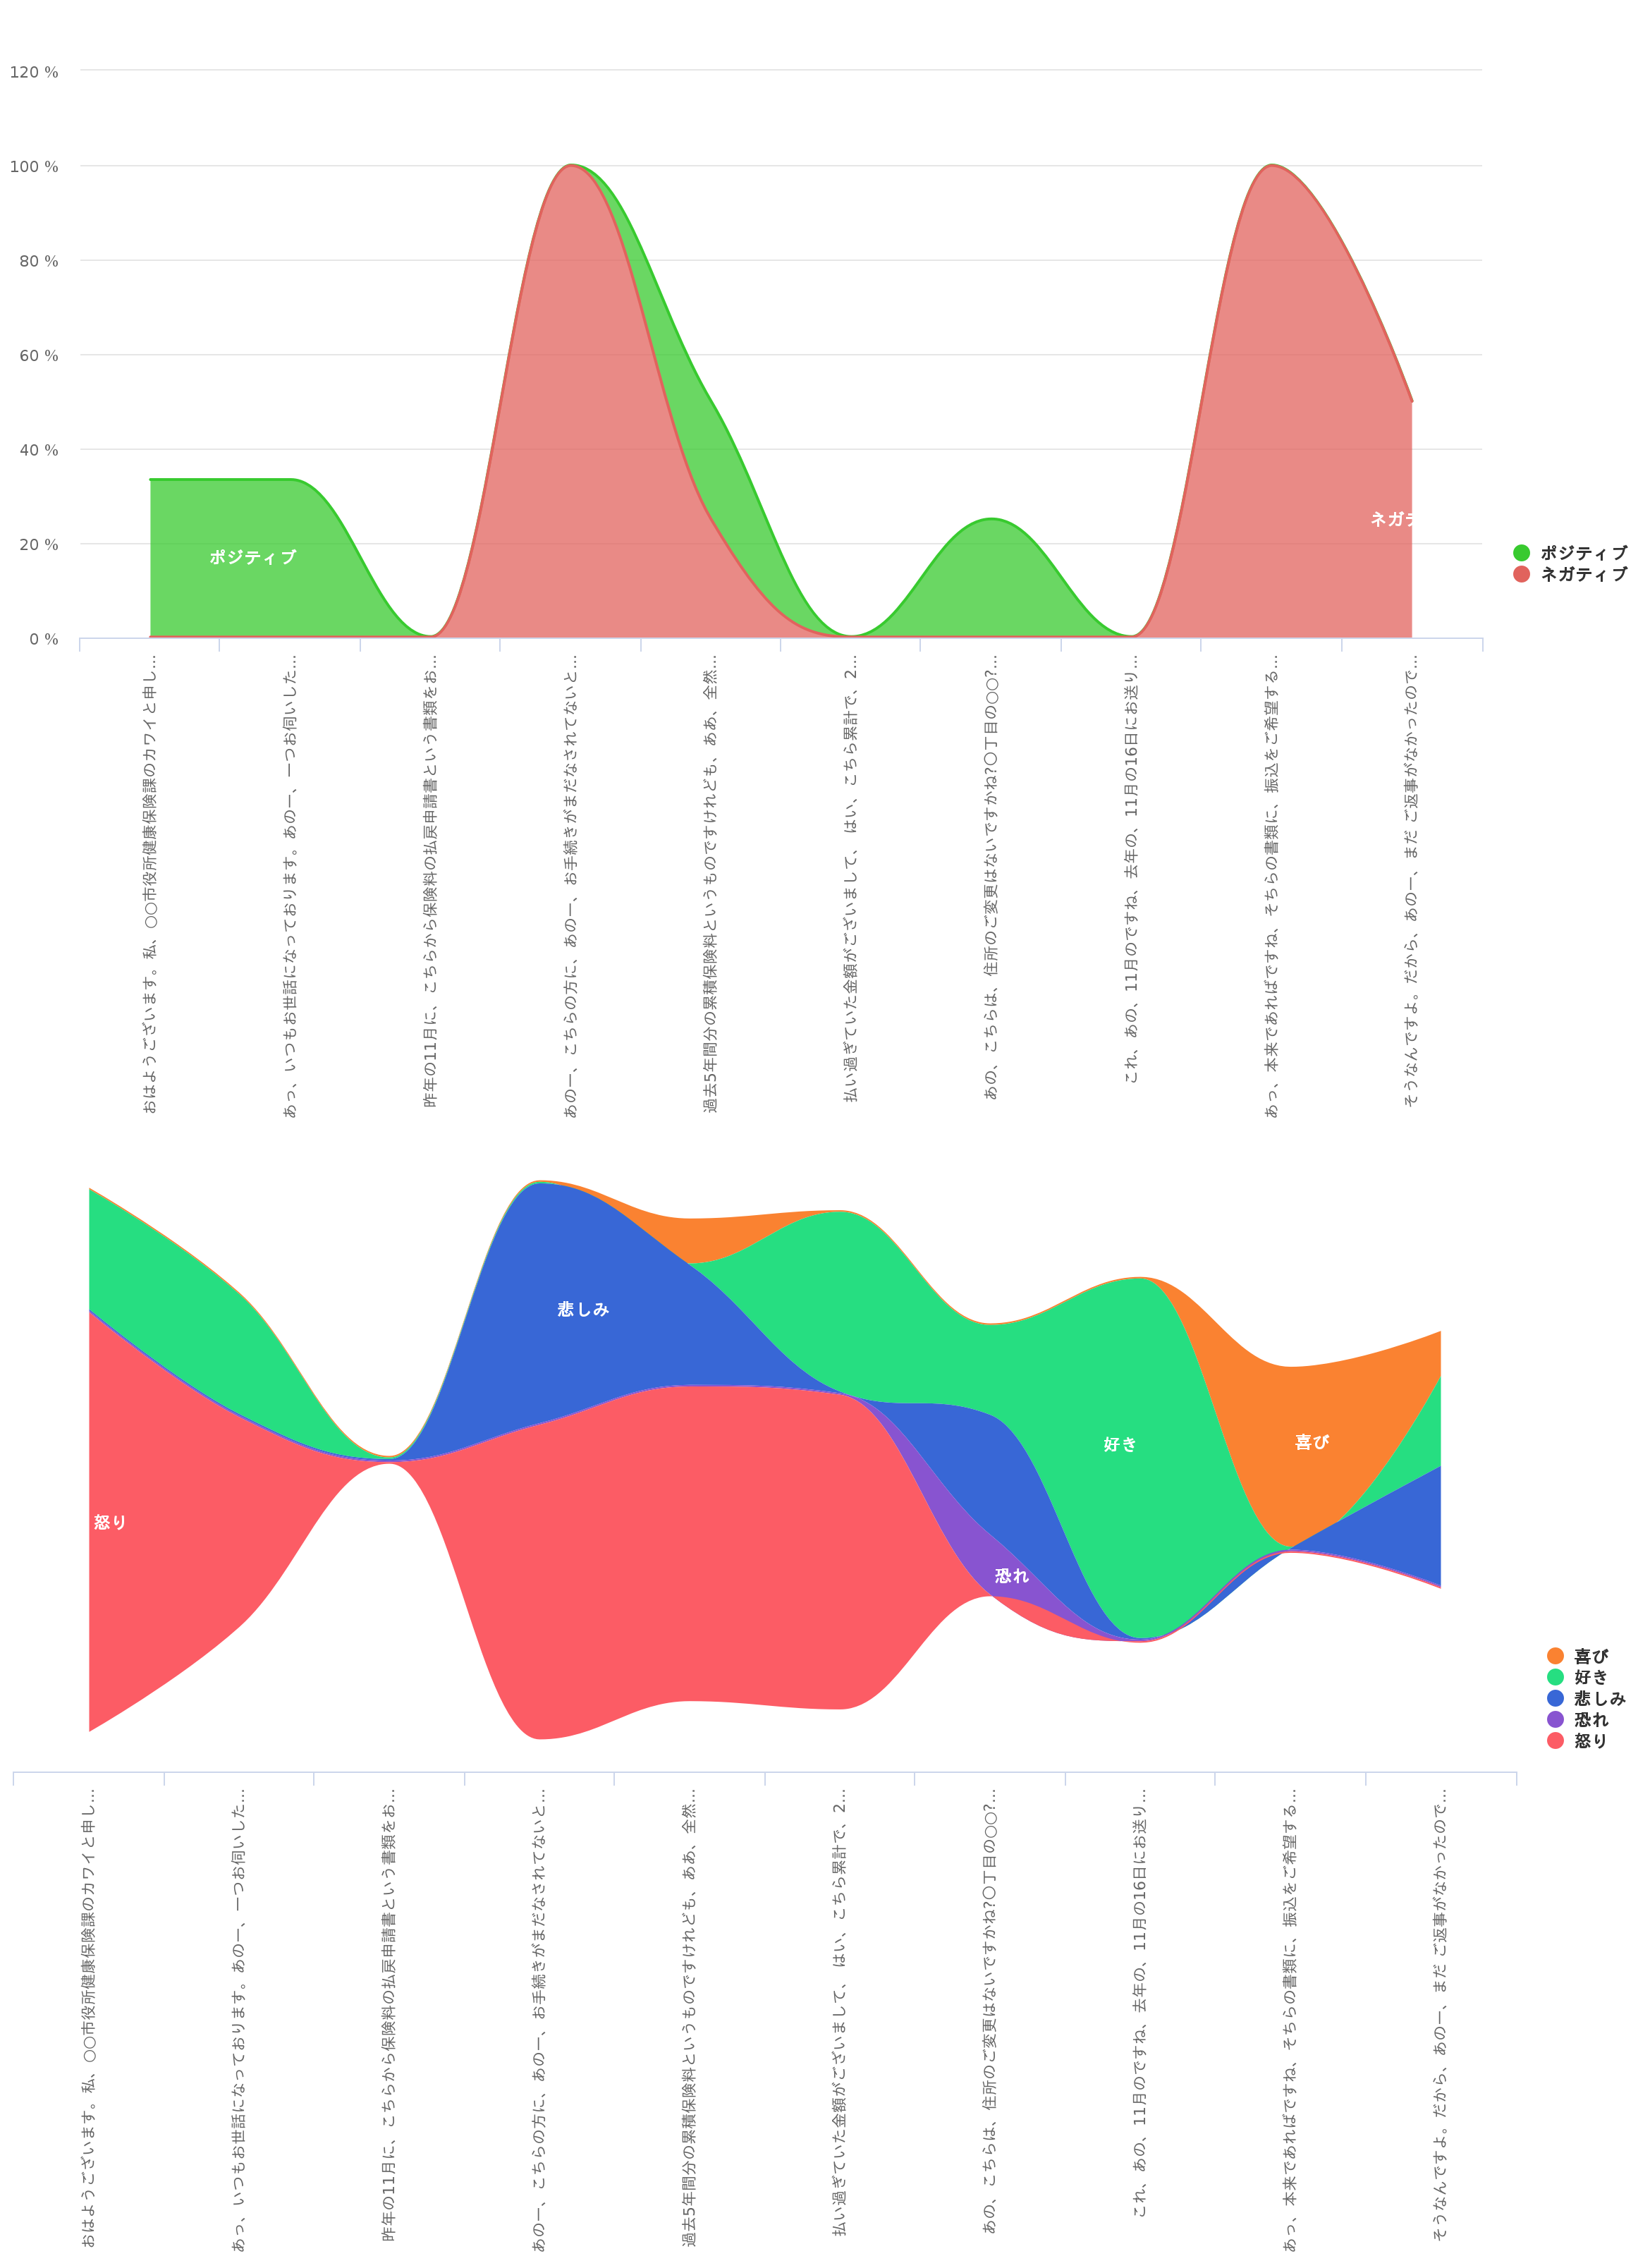 120 %
100 %
80 %
60 %
40 %
20 %
0 %
ポジティブ
ネガテ
ポジティブ
ネガティブ
おはようございます。私、○○市役所健康保険課のカワイと申し…
あっ、いつもお世話になっております。あのー、一つお伺いした…
昨年の11月に、こちらから保険料の払戻申請書という書類をお…
あのー、こちらの方に、あのー、お手続きがまだなされてないと…
過去5年間分の累積保険料というものですけれども、ああ、全然…
払い過ぎていた金額がございまして、 はい、こちら累計で、2…
あの、こちらは、住所のご変更はないですかね?〇丁目の○○?…
これ、あの、11月のですね、去年の、11月の16日にお送り…
あっ、本来であればですね、そちらの書類に、振込をご希望する…
そうなんですよ。だから、あのー、まだ ご返事がなかったので…
悲しみ
好き
喜び
怒り
恐れ
喜び
好き
悲しみ
恐れ
怒り
おはようございます。私、○○市役所健康保険課のカワイと申し…
あっ、いつもお世話になっております。あのー、一つお伺いした…
昨年の11月に、こちらから保険料の払戻申請書という書類をお…
あのー、こちらの方に、あのー、お手続きがまだなされてないと…
過去5年間分の累積保険料というものですけれども、ああ、全然…
払い過ぎていた金額がございまして、 はい、こちら累計で、2…
あの、こちらは、住所のご変更はないですかね?〇丁目の○○?…
これ、あの、11月のですね、去年の、11月の16日にお送り…
あっ、本来であればですね、そちらの書類に、振込をご希望する…
そうなんですよ。だから、あのー、まだ ご返事がなかったので…